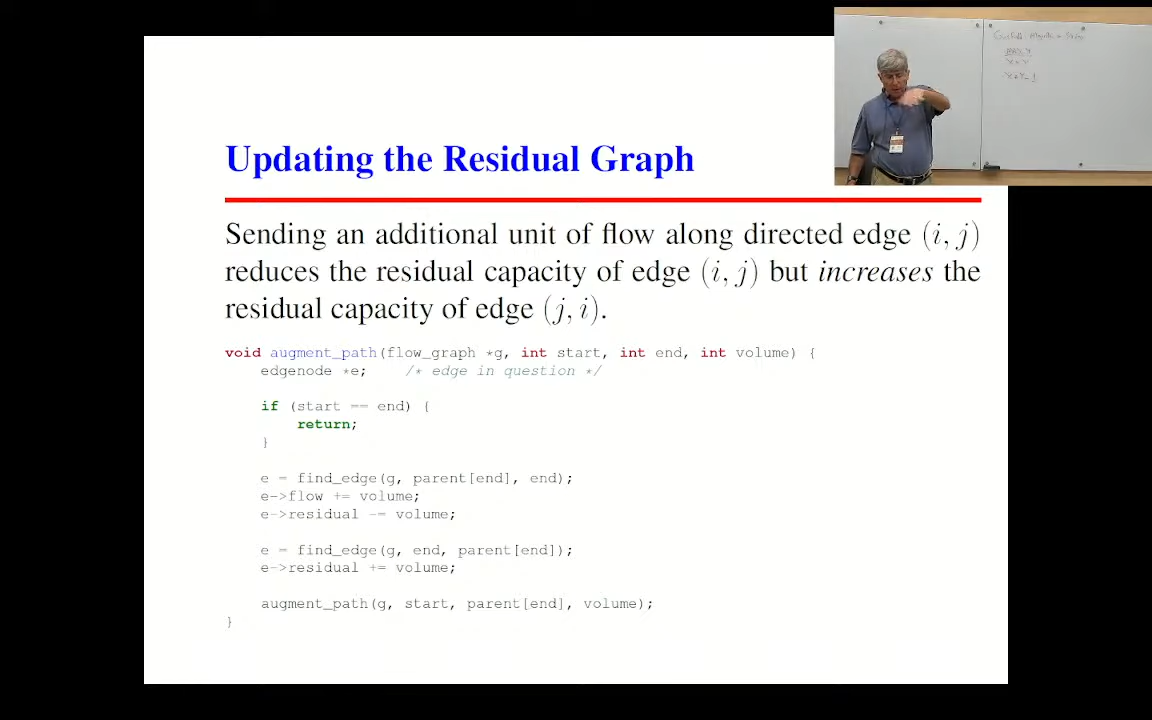 Updating the Residual Graph
Sending an additional unit of flow along directed edge (i, j)
reduces the residual capacity of edge (i, j) but increases the
residual capacity of edge (j, i).
void augment_path(flow_graph *g, int start, int end, int volume) {
    edgenode *e;    /* edge in question */
    if (start == end) {
        return;
    }
    e = find_edge(g, parent[end], end);
    e->flow += volume;
    e->residual -= volume;
    e = find_edge(g, end, parent[end]);
    e->residual += volume;
    augment_path(g, start, parent[end], volume);
}